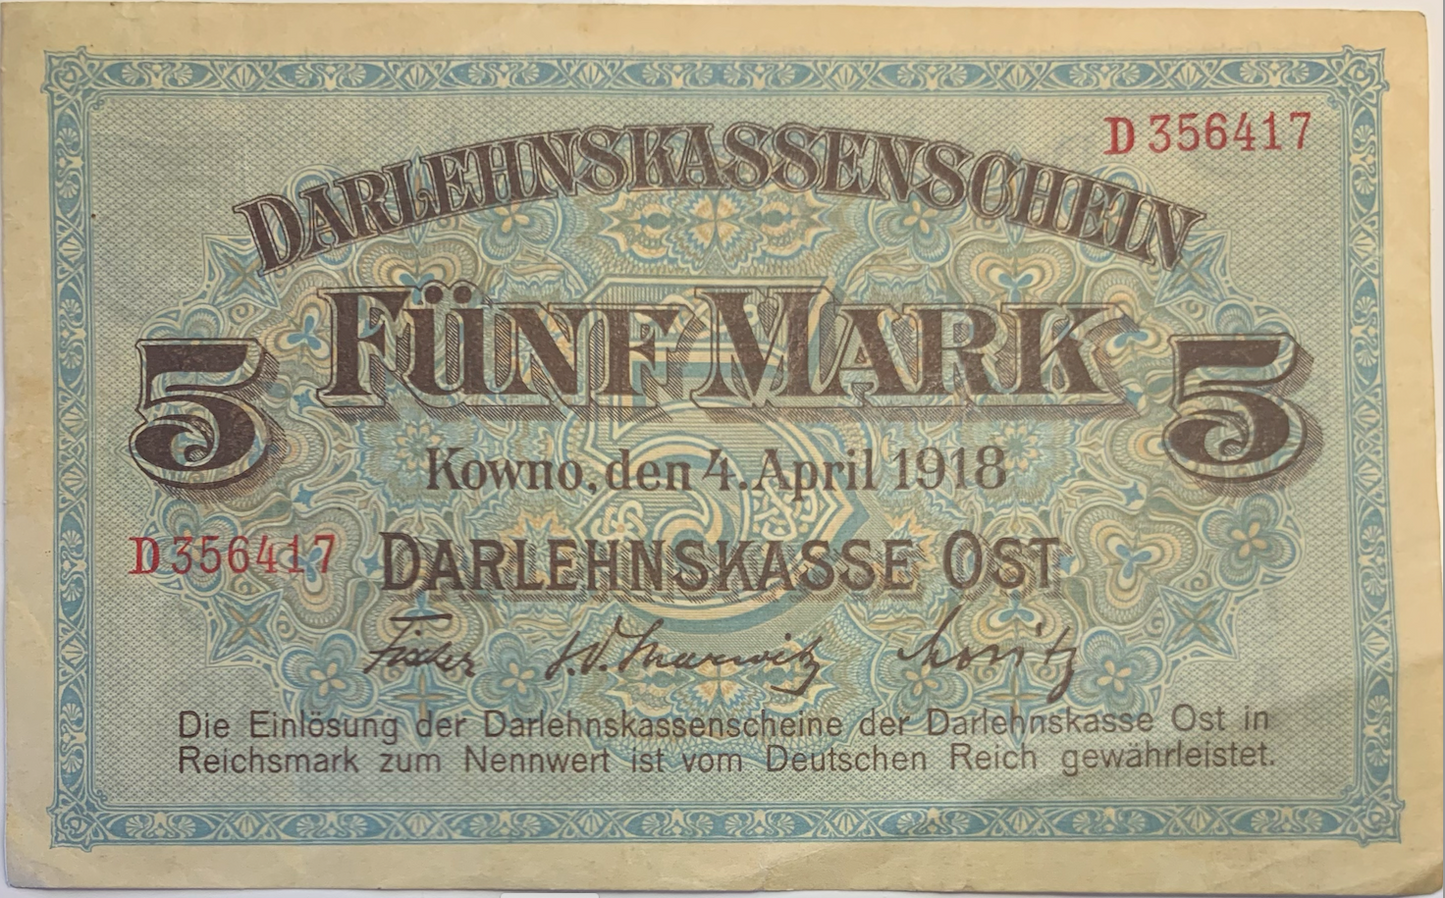 D 356417
DARLEHNSKASSENSCHEIN
FÜNF MARK
5 5
Kowno, den 4. April 1918
D 356417
DARLEHNSKASSE OST
Fischer
Die Einlösung der Darlehnskassenscheine der Darlehnskasse Ost in
Reichsmark zum Nennwert ist vom Deutschen Reich gewährleistet.